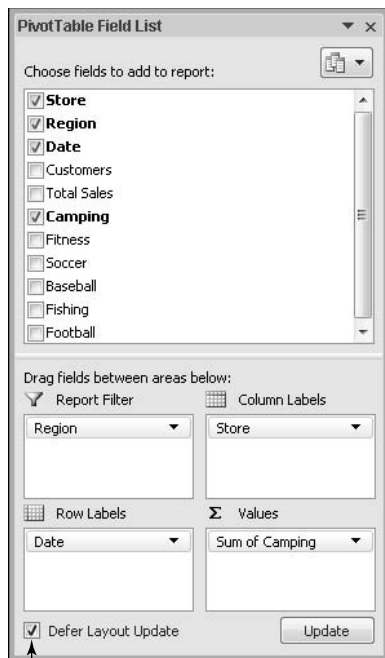 PivotTable Field List
Choose fields to add to report:
Store
Region
Date
Customers
Total Sales
Camping
Fitness
Soccer
Baseball
Fishing
Football
Drag fields between areas below:
Report Filter
Column Labels
Region
Store
Row Labels
Σ Values
Date
Sum of Camping
Defer Layout Update
Update